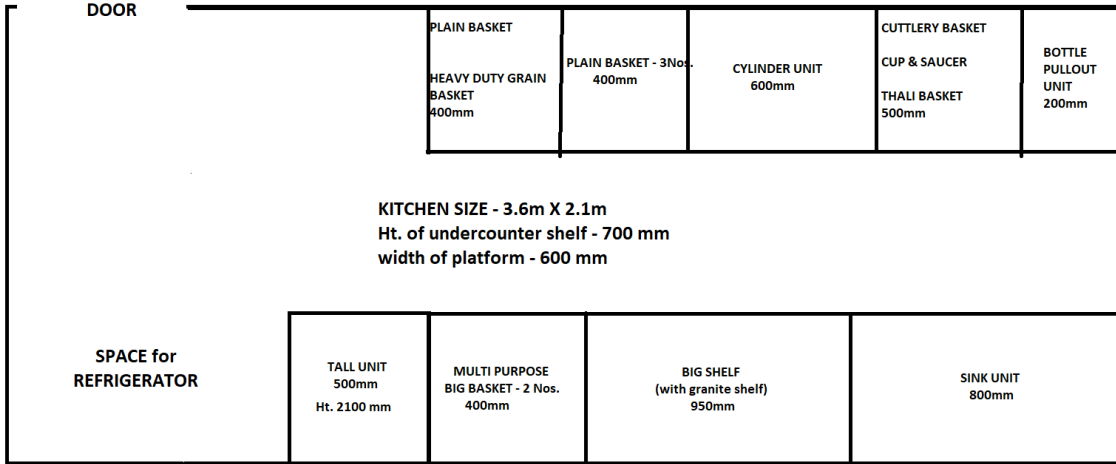 DOOR
PLAIN BASKET
HEAVY DUTY GRAIN
BASKET
400mm
PLAIN BASKET - 3Nos.
400mm
CYLINDER UNIT
600mm
CUTTLERY BASKET
CUP & SAUCER
THALI BASKET
500mm
BOTTLE
PULLOUT
UNIT
200mm
KITCHEN SIZE - 3.6m X 2.1m
Ht. of undercounter shelf - 700 mm
width of platform - 600 mm
SPACE for
REFRIGERATOR
TALL UNIT
500mm
Ht. 2100 mm
MULTI PURPOSE
BIG BASKET - 2 Nos.
400mm
BIG SHELF
(with granite shelf)
950mm
SINK UNIT
800mm